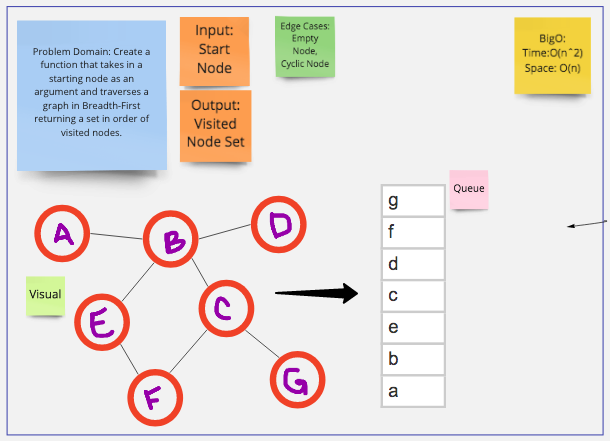 Problem Domain: Create a
function that takes in a
starting node as an
argument and traverses a
graph in Breadth-First
returning a set in order of
visited nodes.
Input:
Start
Node
Output:
Visited
Node Set
Edge Cases:
Empty
Node,
Cyclic Node
BigO:
Time:O(n^2)
Space: O(n)
Visual
A
B
D
E
C
F
G
Queue
g
f
d
c
e
b
a